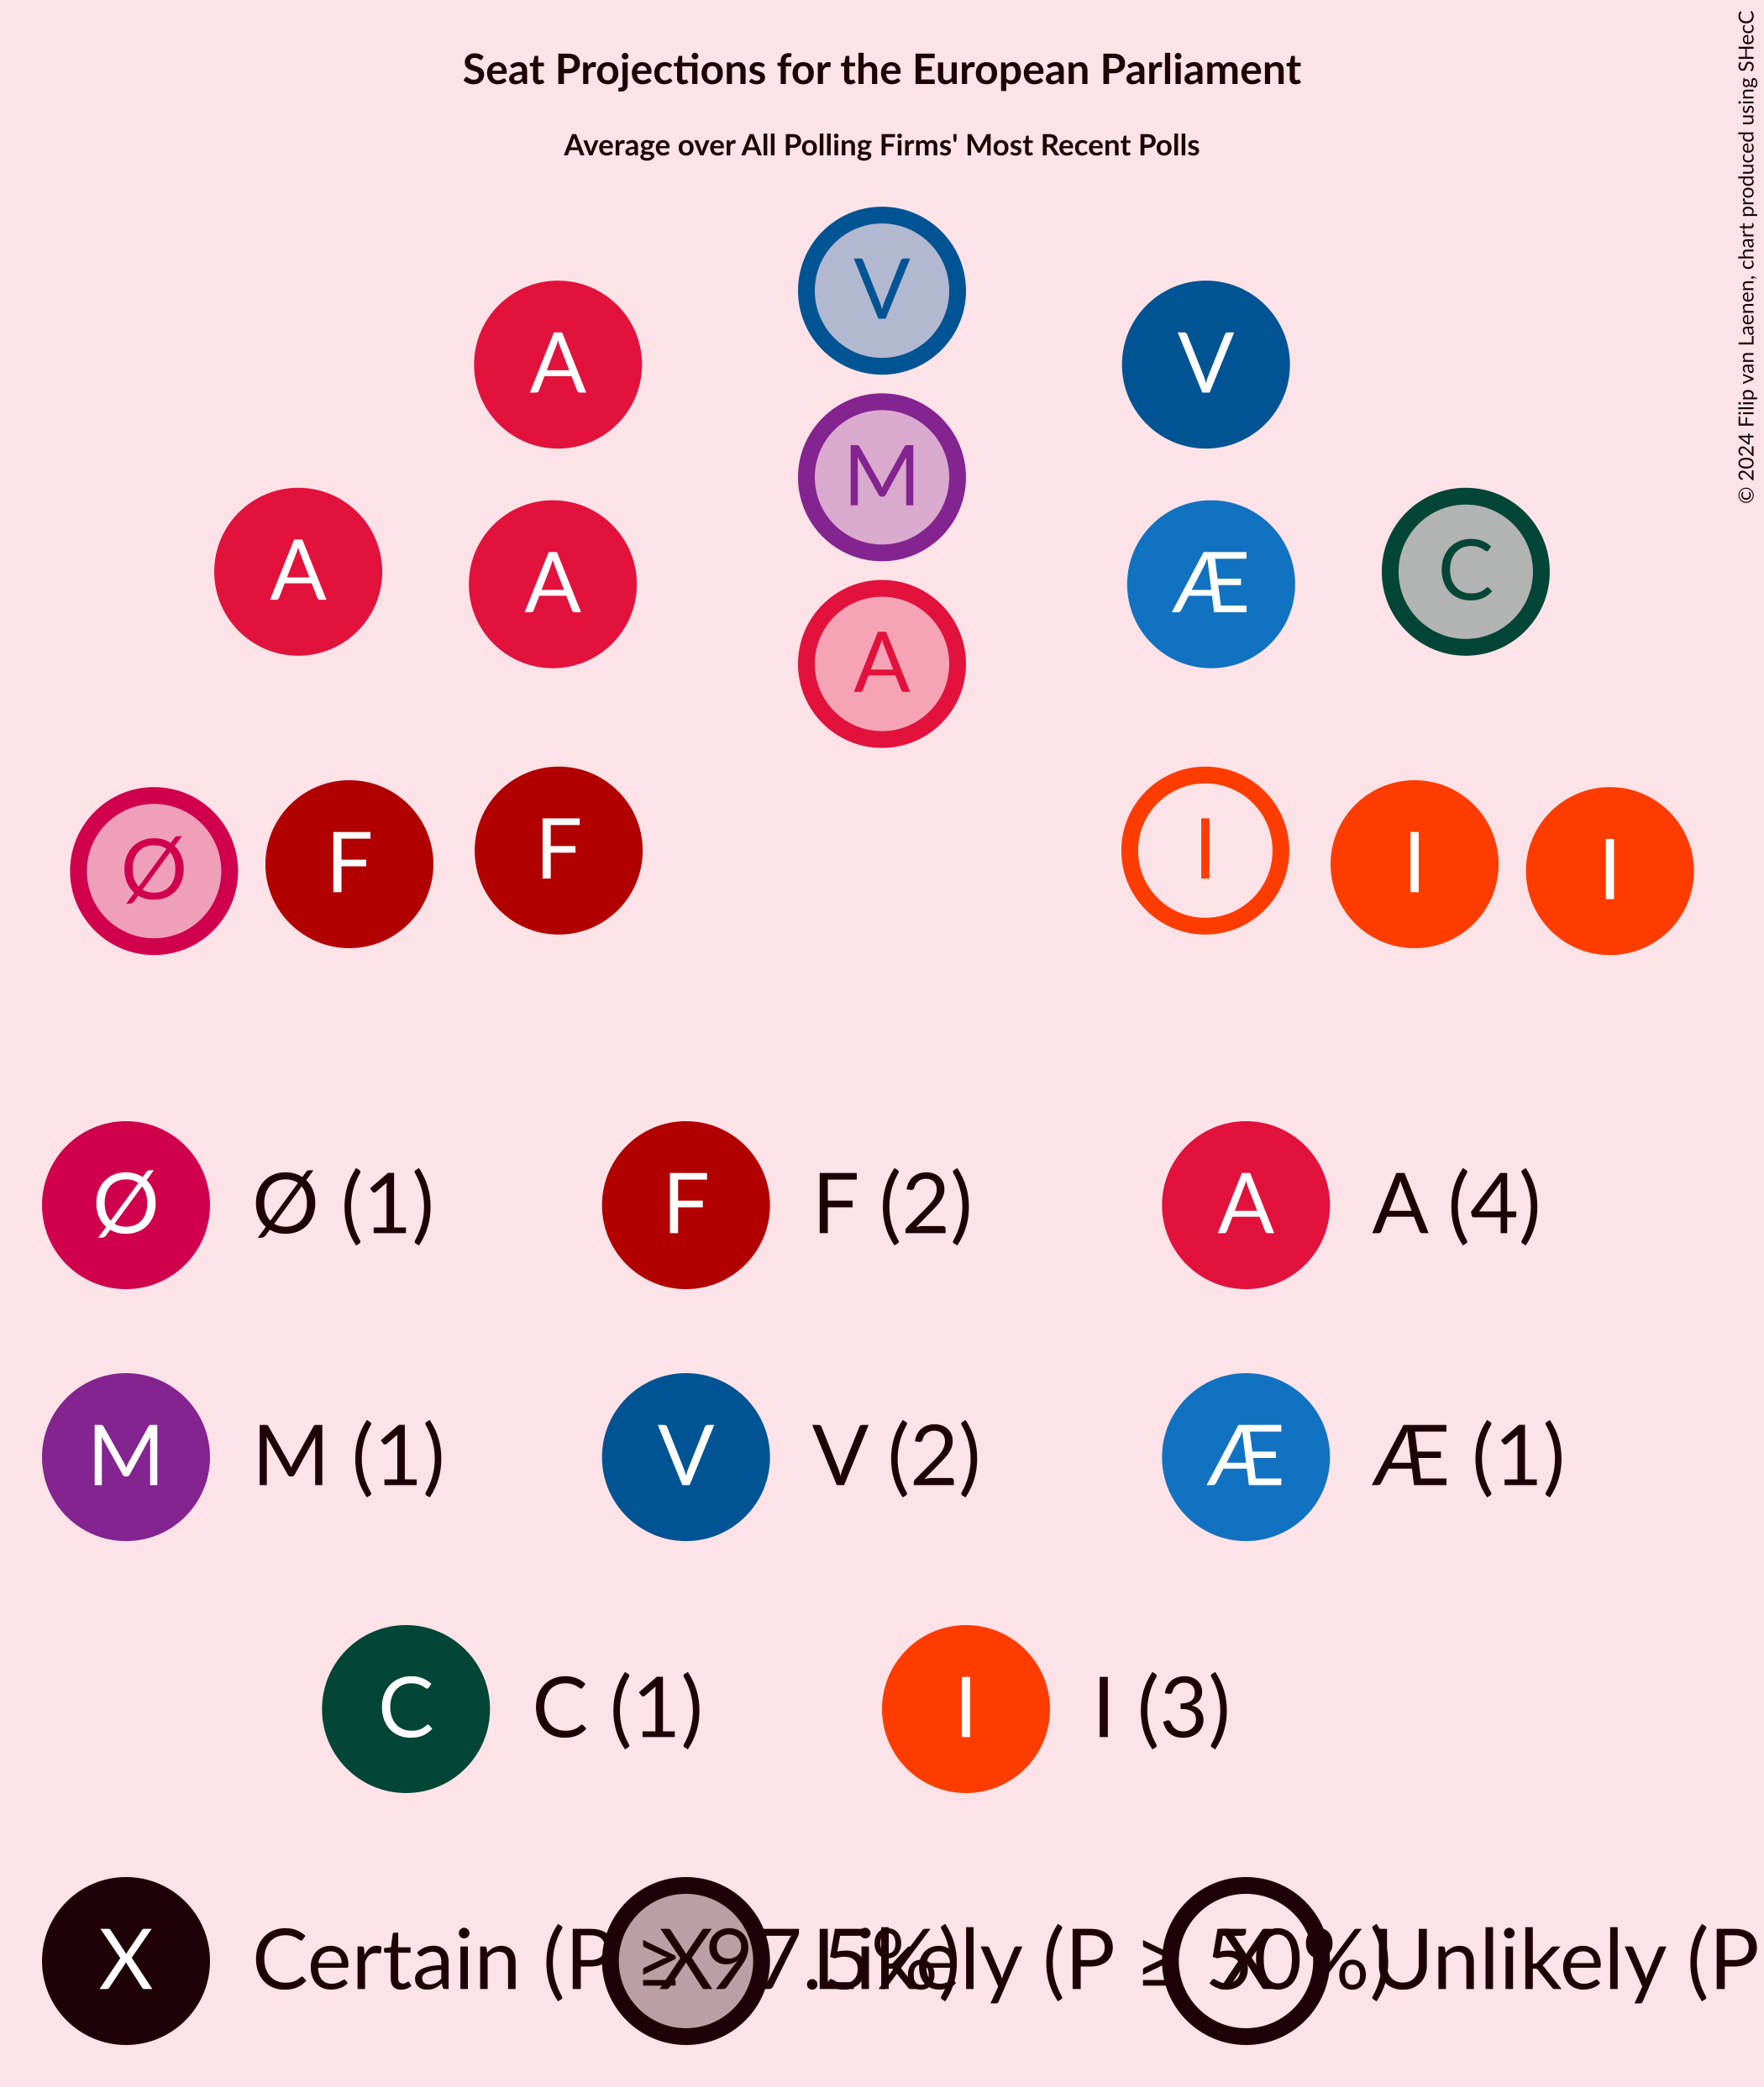 Seat Projections for the European Parliament
Average over All Polling Firms' Most Recent Polls
© 2024 Filip van Laenen, chart produced using SHecC
V
A V
M
A A Æ C
A
Ø F F I I I
Ø Ø (1) F F (2) A A (4)
M M (1) V V (2) Æ Æ (1)
C C (1) I I (3)
X Certain (P ≥ 97.5%) X Likely (P ≥ 50%) X Unlikely (P